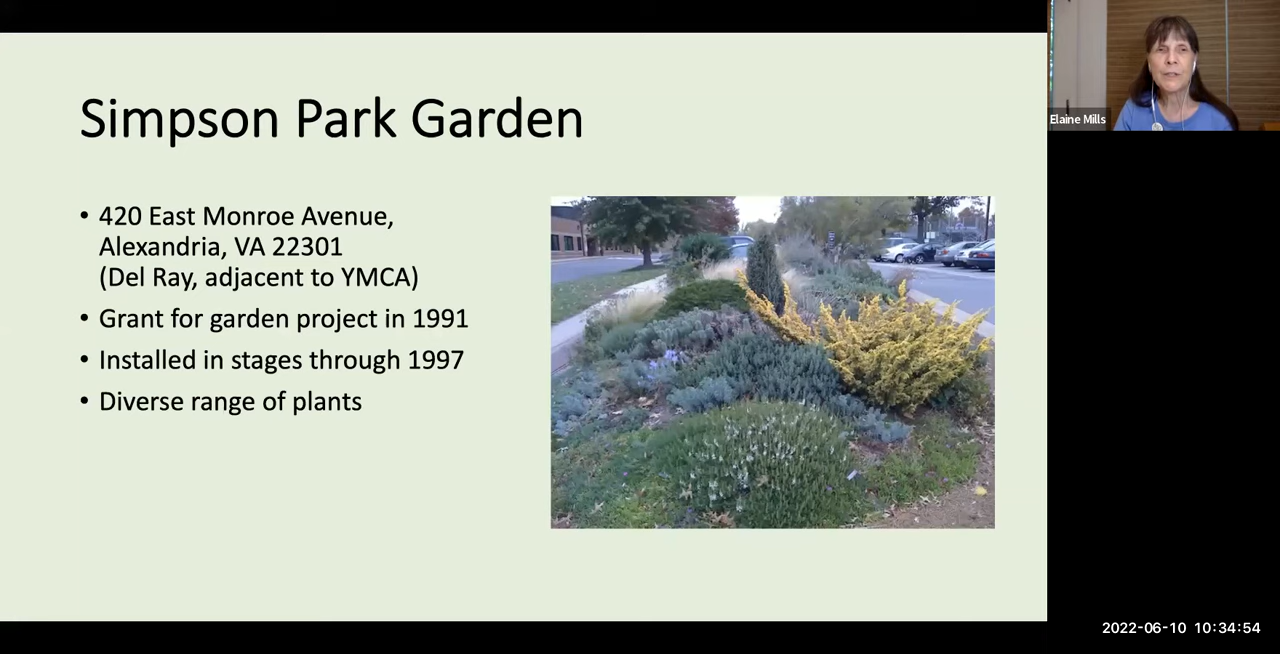 Simpson Park Garden
• 420 East Monroe Avenue,
Alexandria, VA 22301
(Del Ray, adjacent to YMCA)
• Grant for garden project in 1991
• Installed in stages through 1997
• Diverse range of plants
Elaine Mills
2022-06-10 10:34:54